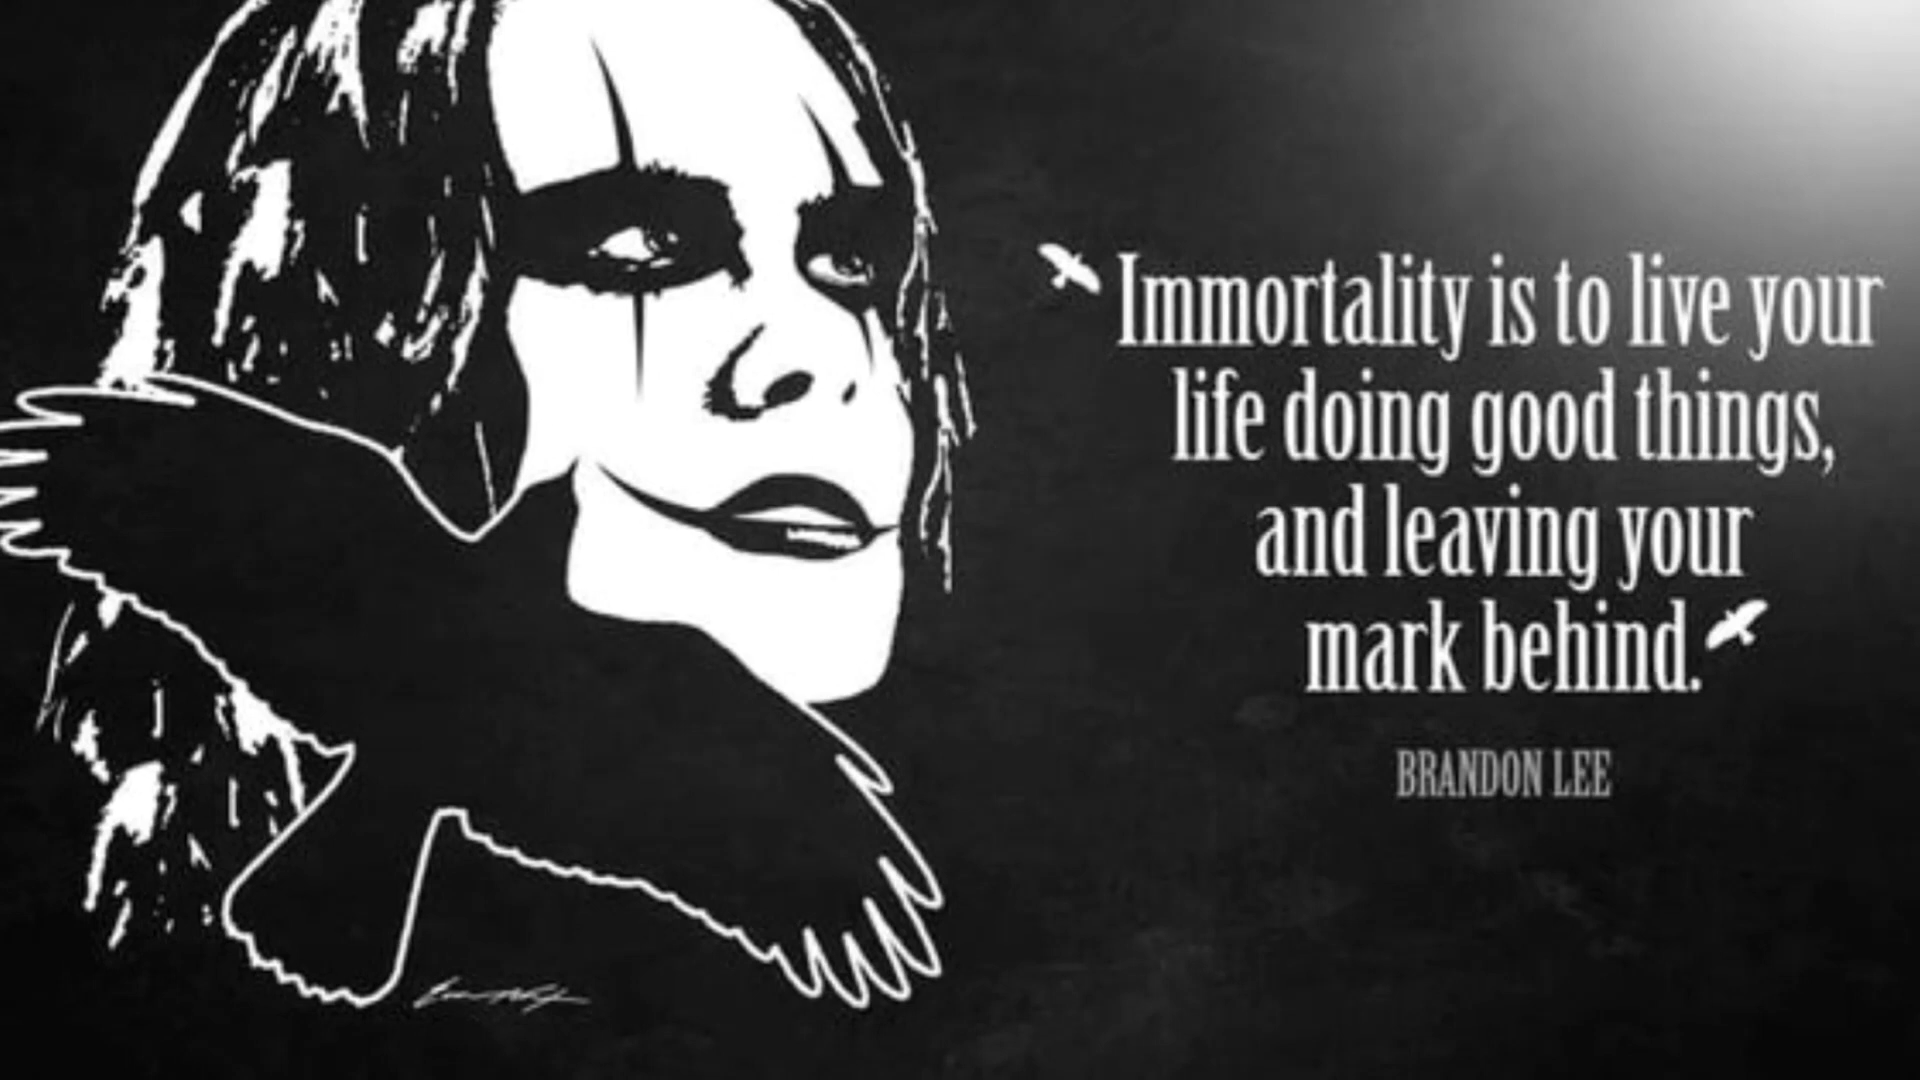 Immortality is to live your
life doing good things,
and leaving your
mark behind.
BRANDON LEE